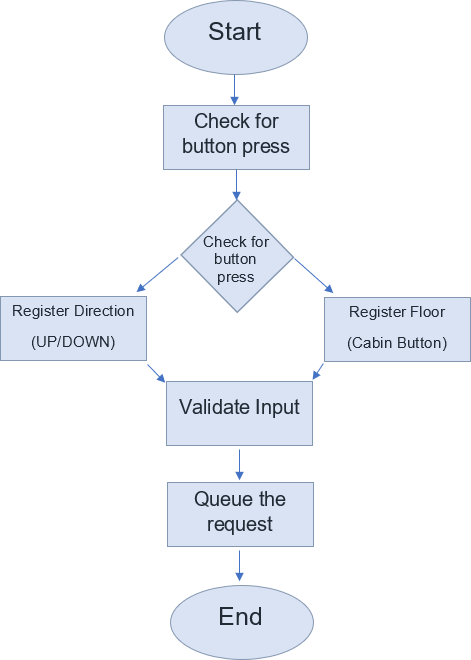 Start
Check for
button press
Check for
button
press
Register Direction
(UP/DOWN)
Register Floor
(Cabin Button)
Validate Input
Queue the
request
End